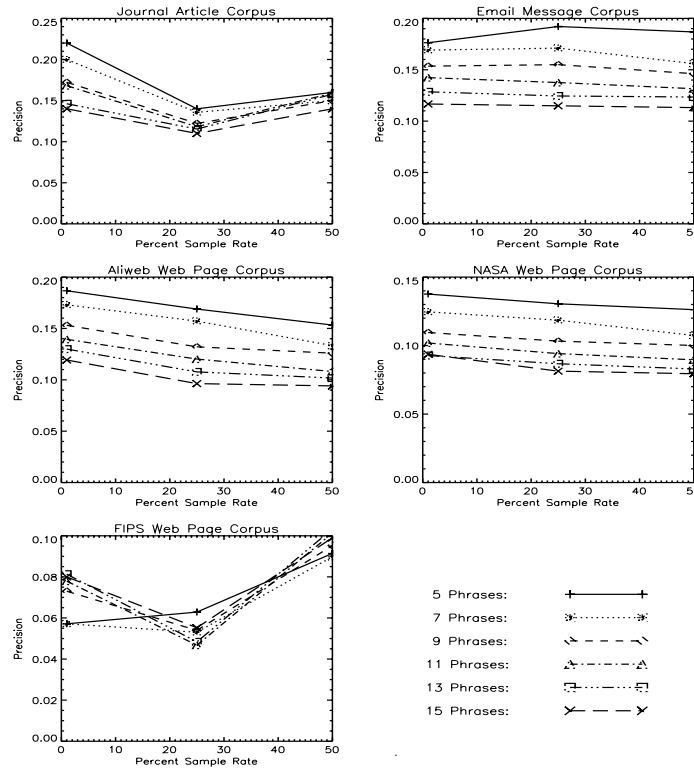 Journal Article Corpus
0.25
0.20
0.15
0.10
0.05
0.00
Precision
0 10 20 30 40 50
Percent Sample Rate
Email Message Corpus
0.20
0.15
0.10
0.05
0.00
Precision
0 10 20 30 40 50
Percent Sample Rate
Aliweb Web Page Corpus
0.20
0.15
0.10
0.05
0.00
Precision
0 10 20 30 40 50
Percent Sample Rate
NASA Web Page Corpus
0.15
0.10
0.05
0.00
Precision
0 10 20 30 40 50
Percent Sample Rate
FIPS Web Page Corpus
0.10
0.08
0.06
0.04
0.02
0.00
Precision
0 10 20 30 40 50
Percent Sample Rate
5 Phrases:
7 Phrases:
9 Phrases:
11 Phrases:
13 Phrases:
15 Phrases: